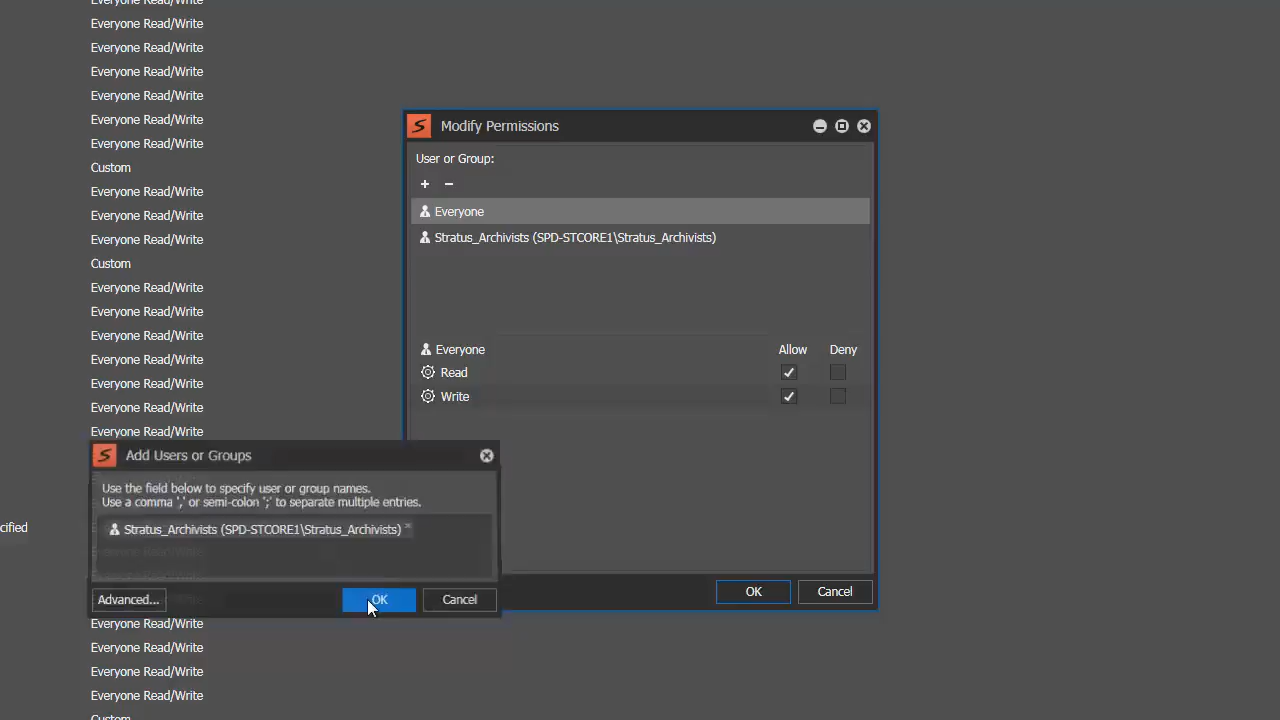 Everyone Read/Write
Everyone Read/Write
Everyone Read/Write
Everyone Read/Write
Everyone Read/Write
Everyone Read/Write
Everyone Read/Write
Custom
Everyone Read/Write
Everyone Read/Write
Everyone Read/Write
Custom
Everyone Read/Write
Everyone Read/Write
Everyone Read/Write
Everyone Read/Write
Everyone Read/Write
Everyone Read/Write
Everyone Read/Write
cified
Everyone Read/Write
Everyone Read/Write
Everyone Read/Write
Everyone Read/Write
Custom
Modify Permissions
User or Group:
+ −
Everyone
Stratus_Archivists (SPD-STCORE1\Stratus_Archivists)
Everyone Allow Deny
Read
Write
OK Cancel
Add Users or Groups
Use the field below to specify user or group names.
Use a comma ',' or semi-colon ';' to separate multiple entries.
Stratus_Archivists (SPD-STCORE1\Stratus_Archivists) ×
Advanced... OK Cancel